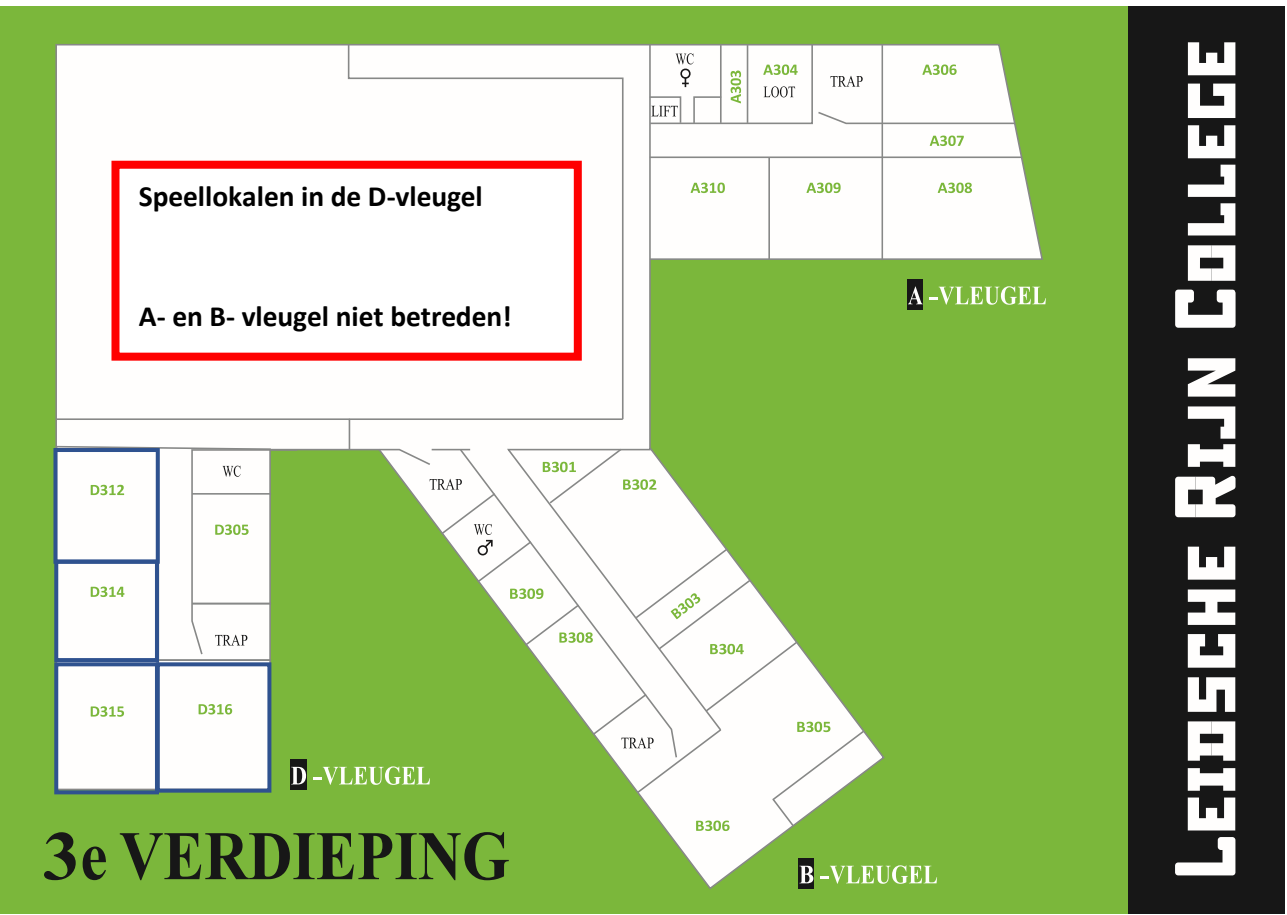 WC
LIFT
A303
A304
LOOT
TRAP
A306
A307
A310
A309
A308
A -VLEUGEL
Speellokalen in de D-vleugel
A- en B- vleugel niet betreden!
D312
WC
D305
D314
TRAP
D315
D316
D -VLEUGEL
TRAP
WC
B301
B302
B309
B303
B308
B304
TRAP
B305
B306
B -VLEUGEL
3e VERDIEPING
LEIDSCHE RIJN COLLEGE